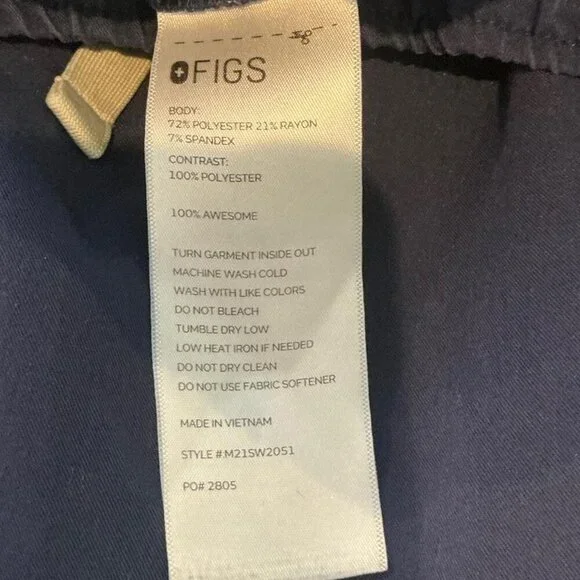 FIGS
BODY:
72% POLYESTER 21% RAYON
7% SPANDEX
CONTRAST:
100% POLYESTER
100% AWESOME
TURN GARMENT INSIDE OUT
MACHINE WASH COLD
WASH WITH LIKE COLORS
DO NOT BLEACH
TUMBLE DRY LOW
LOW HEAT IRON IF NEEDED
DO NOT DRY CLEAN
DO NOT USE FABRIC SOFTENER
MADE IN VIETNAM
STYLE #:M21SW2051
PO# 2805